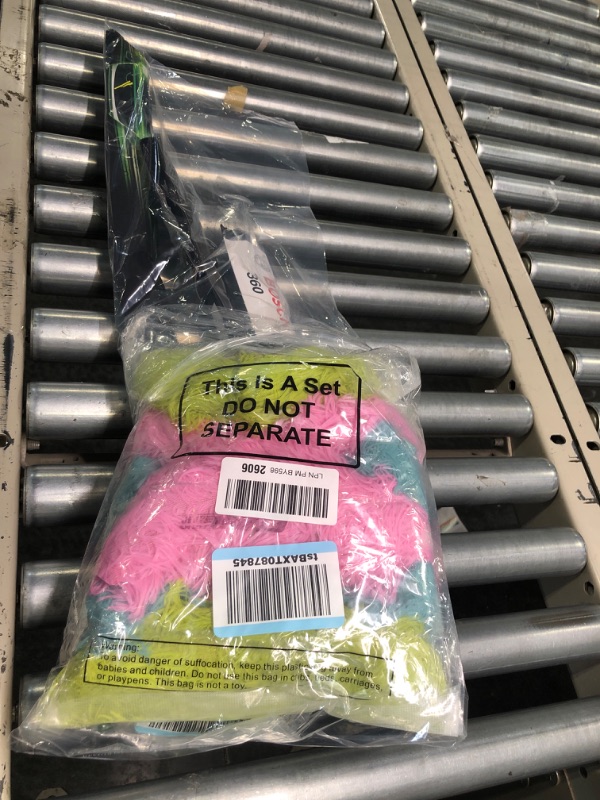 360
This Is A Set
DO NOT
SEPARATE
LPN PM BY596 2606
tsBAXT087845
Warning:
To avoid danger of suffocation, keep this plastic bag away from
babies and children. Do not use this bag in cribs, beds, carriages,
or playpens. This bag is not a toy.